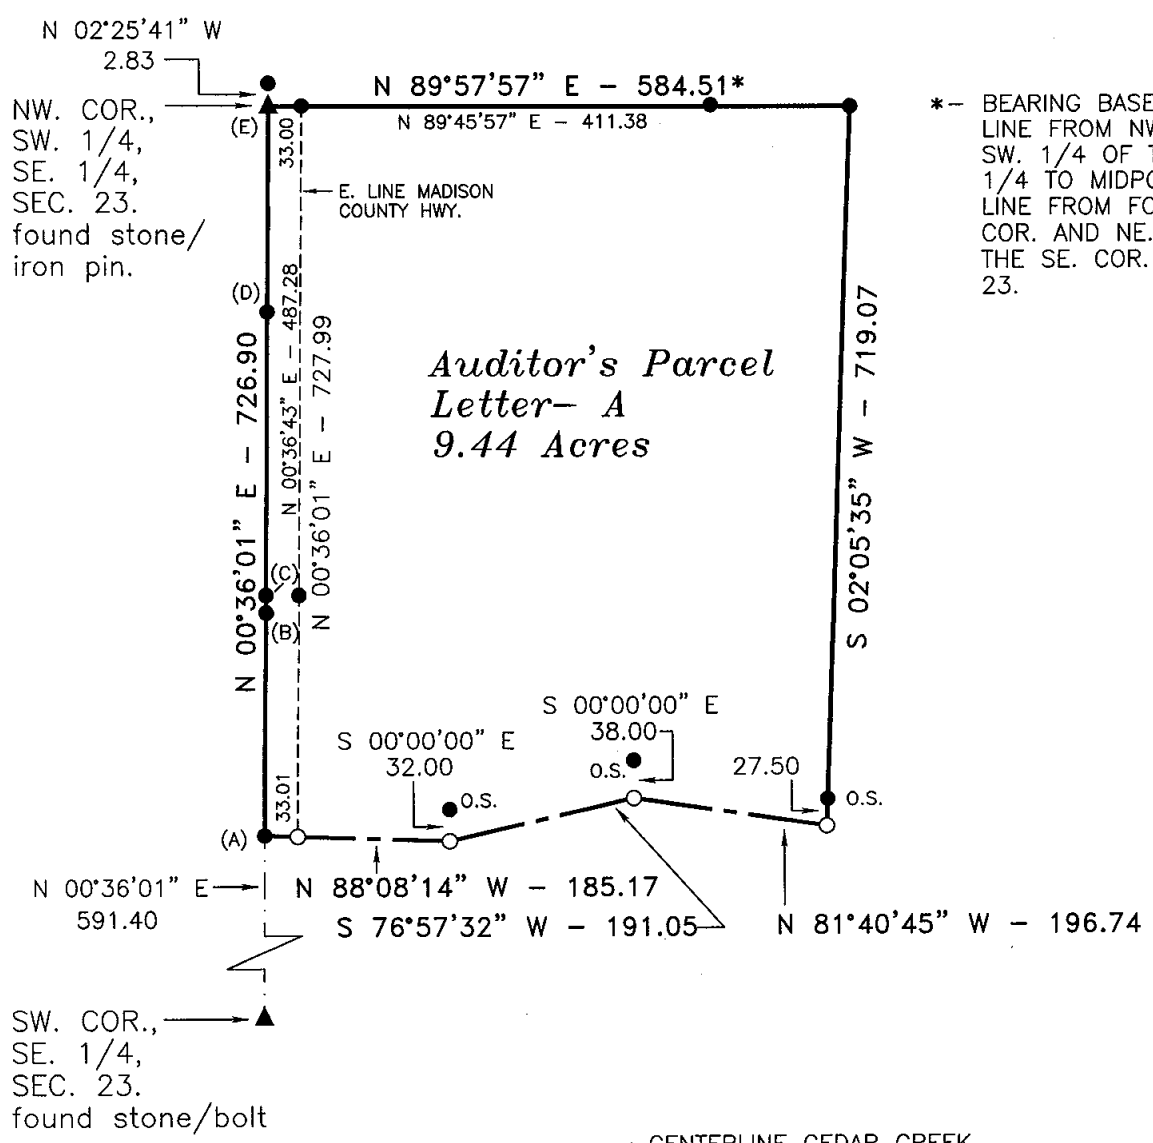 N 02°25'41" W
2.83
N 89°57'57" E – 584.51*
NW. COR.,
SW. 1/4,
SE. 1/4,
SEC. 23.
found stone/
iron pin.
(E)
33.00
N 89°45'57" E – 411.38
*– BEARING BASE
LINE FROM NW
SW. 1/4 OF T
1/4 TO MIDPO
LINE FROM FO
COR. AND NE.
THE SE. COR.
23.
E. LINE MADISON
COUNTY HWY.
(D)
N 00°36'01" E – 726.90
N 00°36'43" E – 487.28
N 00°36'01" E – 727.99
Auditor's Parcel
Letter– A
9.44 Acres
S 02°05'35" W – 719.07
(C)
(B)
S 00°00'00" E
38.00
O.S.
S 00°00'00" E
32.00
O.S.
27.50
O.S.
33.01
(A)
N 00°36'01" E
591.40
N 88°08'14" W – 185.17
S 76°57'32" W – 191.05
N 81°40'45" W – 196.74
SW. COR.,
SE. 1/4,
SEC. 23.
found stone/bolt
CENTERLINE CEDAR CREEK